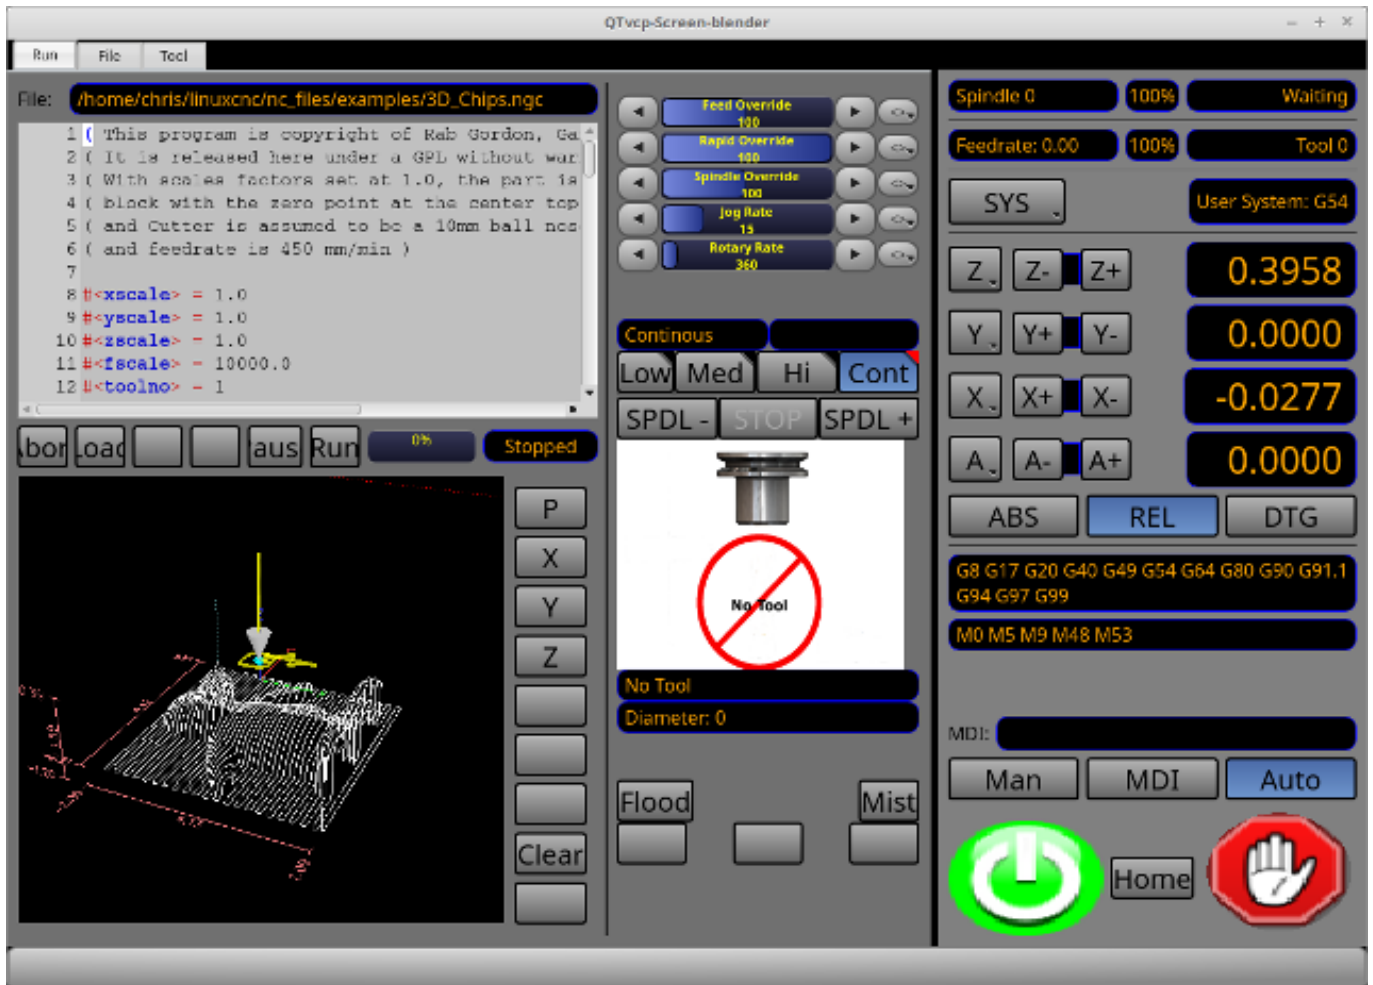 QTvcp-Screen-blender
Run File Tool
File: /home/chris/linuxcnc/nc_files/examples/3D_Chips.ngc
1 ( This program is copyright of Rab Gordon, Ga
2 ( It is released here under a GPL without war
3 ( With scales factors set at 1.0, the part is
4 ( block with the zero point at the center top
5 ( and Cutter is assumed to be a 10mm ball nos
6 ( and feedrate is 450 mm/min )
7
8 #<xscale> = 1.0
9 #<yscale> = 1.0
10 #<zscale> = 1.0
11 #<fscale> = 10000.0
12 #<toolno> = 1
bor Load aus Run 0% Stopped
P
X
Y
Z
Clear
Feed Override
100
Rapid Override
100
Spindle Override
100
Jog Rate
15
Rotary Rate
360
Continous
Low Med Hi Cont
SPDL - STOP SPDL +
No Tool
No Tool
Diameter: 0
Flood Mist
Spindle 0 100% Waiting
Feedrate: 0.00 100% Tool 0
SYS User System: G54
Z Z- Z+ 0.3958
Y Y+ Y- 0.0000
X X+ X- -0.0277
A A- A+ 0.0000
ABS REL DTG
G8 G17 G20 G40 G49 G54 G64 G80 G90 G91.1
G94 G97 G99
M0 M5 M9 M48 M53
MDI:
Man MDI Auto
Home